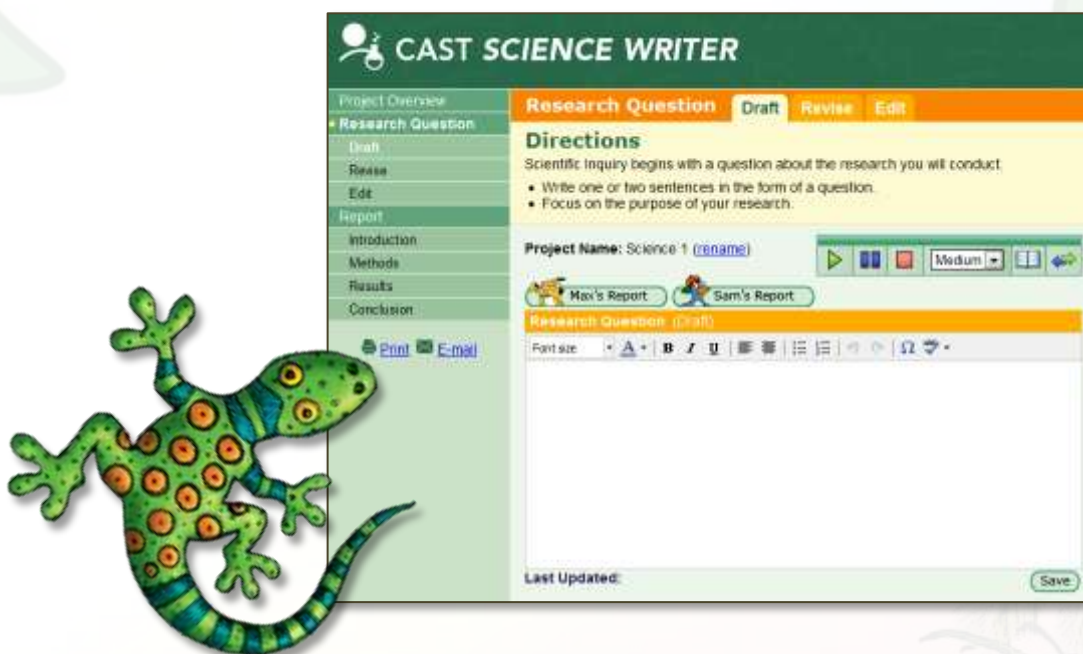 CAST SCIENCE WRITER
Project Overview
Research Question
Draft
Revise
Edit
Report
Introduction
Methods
Results
Conclusion
Print E-mail
Research Question Draft Revise Edit
Directions
Scientific Inquiry begins with a question about the research you will conduct.
• Write one or two sentences in the form of a question.
• Focus on the purpose of your research.
Project Name: Science 1 (rename)
Medium
Max's Report Sam's Report
Research Question (Draft)
Font size A B I U Ω
Last Updated:
Save